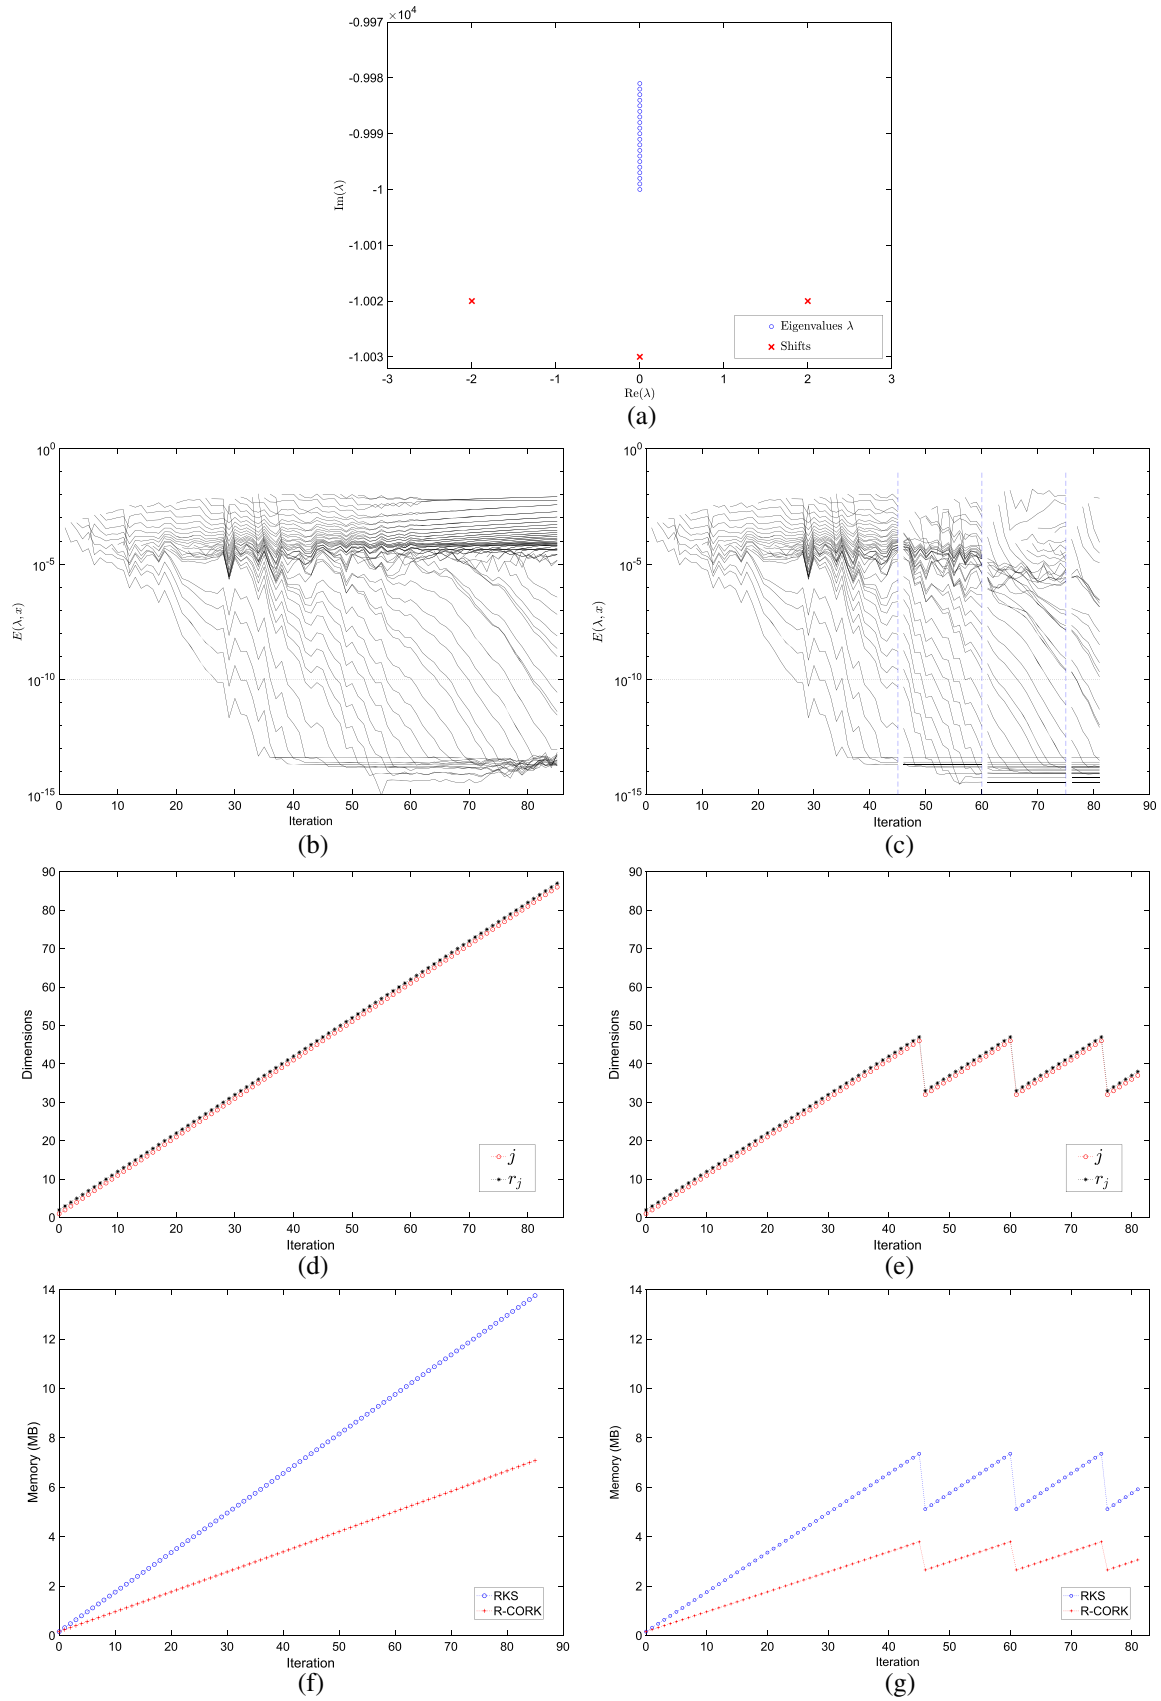 -0.997 ×10⁴
-0.998
-0.999
-1
-1.001
-1.002
-1.003
Im(λ)
-3 -2 -1 0 1 2 3
Re(λ)
Eigenvalues λ
Shifts
(a)
10⁰
10⁻⁵
10⁻¹⁰
10⁻¹⁵
E(λ, x)
0 10 20 30 40 50 60 70 80
Iteration
(b)
10⁰
10⁻⁵
10⁻¹⁰
10⁻¹⁵
E(λ, x)
0 10 20 30 40 50 60 70 80 90
Iteration
(c)
90
80
70
60
50
40
30
20
10
0
Dimensions
0 10 20 30 40 50 60 70 80
Iteration
j
r_j
(d)
90
80
70
60
50
40
30
20
10
0
Dimensions
0 10 20 30 40 50 60 70 80
Iteration
j
r_j
(e)
14
12
10
8
6
4
2
0
Memory (MB)
0 10 20 30 40 50 60 70 80 90
Iteration
RKS
R-CORK
(f)
14
12
10
8
6
4
2
0
Memory (MB)
0 10 20 30 40 50 60 70 80
Iteration
RKS
R-CORK
(g)